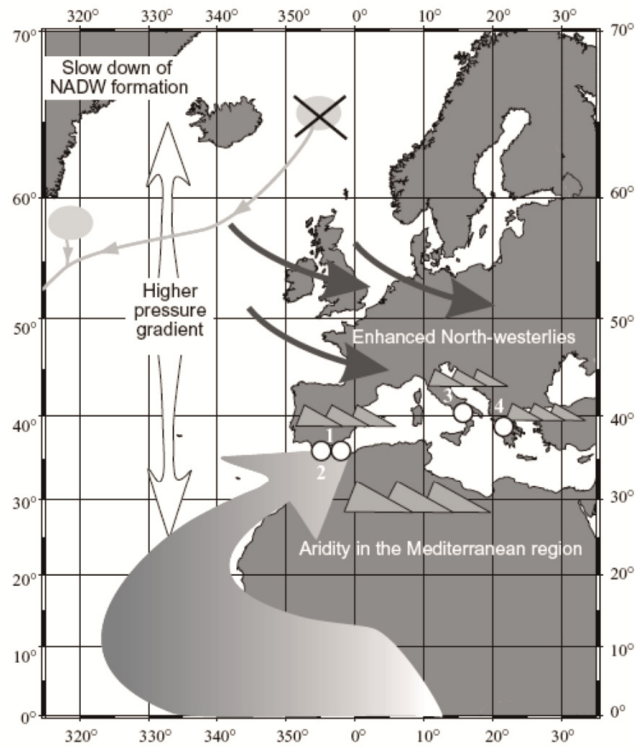 320° 330° 340° 350° 0° 10° 20° 30°
70° 70°
Slow down of
NADW formation
60° 60°
Higher
pressure
gradient
50° 50°
Enhanced North-westerlies
3 4
40° 40°
1
2
30° 30°
Aridity in the Mediterranean region
20° 20°
10° 10°
0° 0°
320° 330° 340° 350° 0° 10° 20° 30°